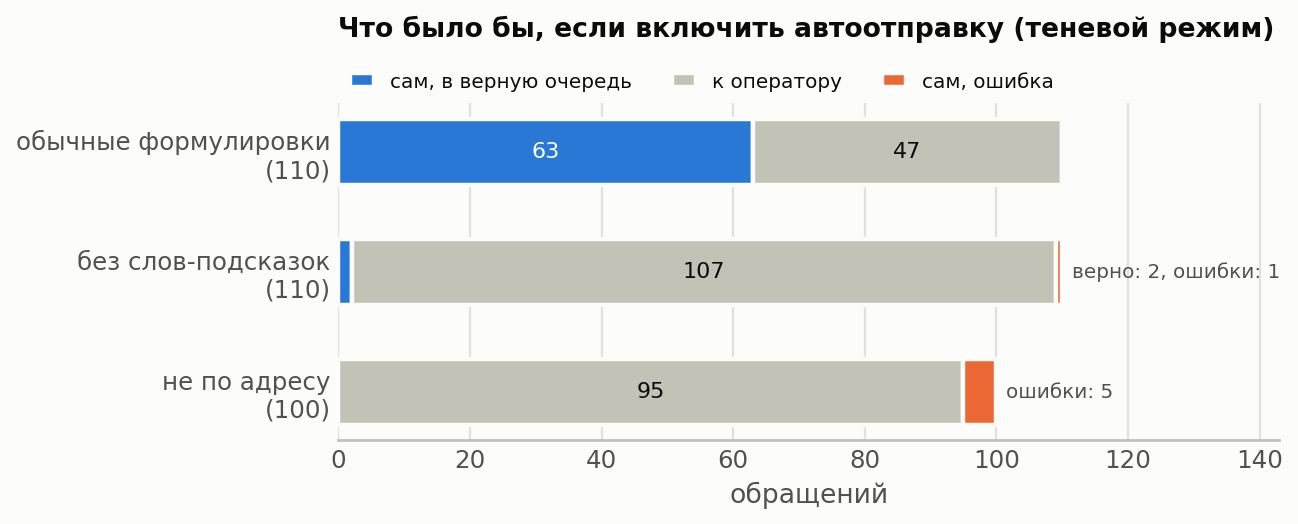 Что было бы, если включить автоотправку (теневой режим)
сам, в верную очередь
к оператору
сам, ошибка
обычные формулировки
(110)
63
47
без слов-подсказок
(110)
107
верно: 2, ошибки: 1
не по адресу
(100)
95
ошибки: 5
0 20 40 60 80 100 120 140
обращений